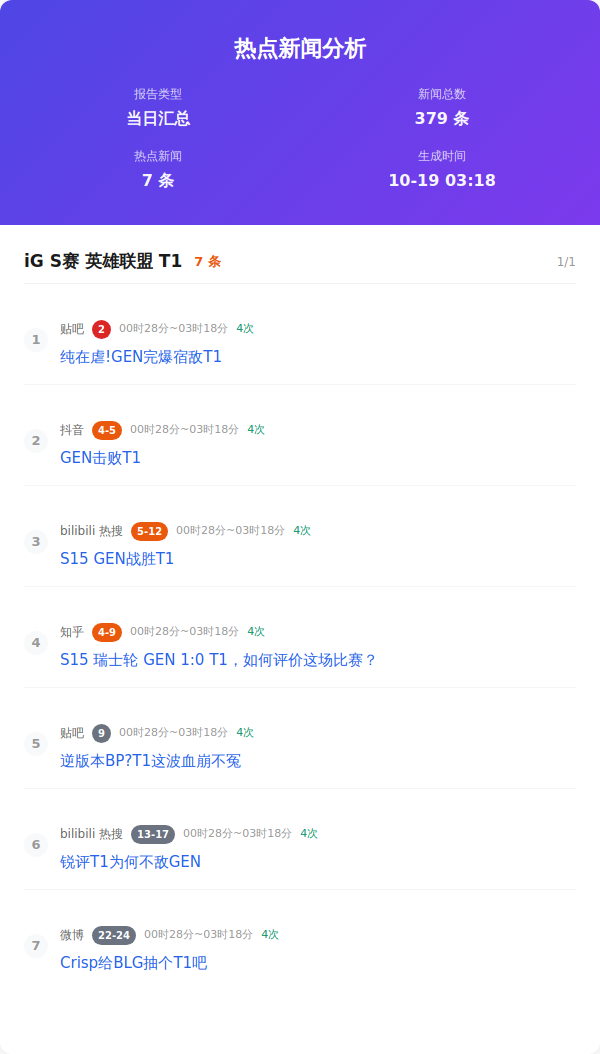 热点新闻分析
报告类型 新闻总数
当日汇总 379 条
热点新闻 生成时间
7 条 10-19 03:18
iG S赛 英雄联盟 T1 7 条 1/1
1 贴吧 2 00时28分~03时18分 4次
纯在虐!GEN完爆宿敌T1
2 抖音 4-5 00时28分~03时18分 4次
GEN击败T1
3 bilibili 热搜 5-12 00时28分~03时18分 4次
S15 GEN战胜T1
4 知乎 4-9 00时28分~03时18分 4次
S15 瑞士轮 GEN 1:0 T1，如何评价这场比赛？
5 贴吧 9 00时28分~03时18分 4次
逆版本BP?T1这波血崩不冤
6 bilibili 热搜 13-17 00时28分~03时18分 4次
锐评T1为何不敌GEN
7 微博 22-24 00时28分~03时18分 4次
Crisp给BLG抽个T1吧